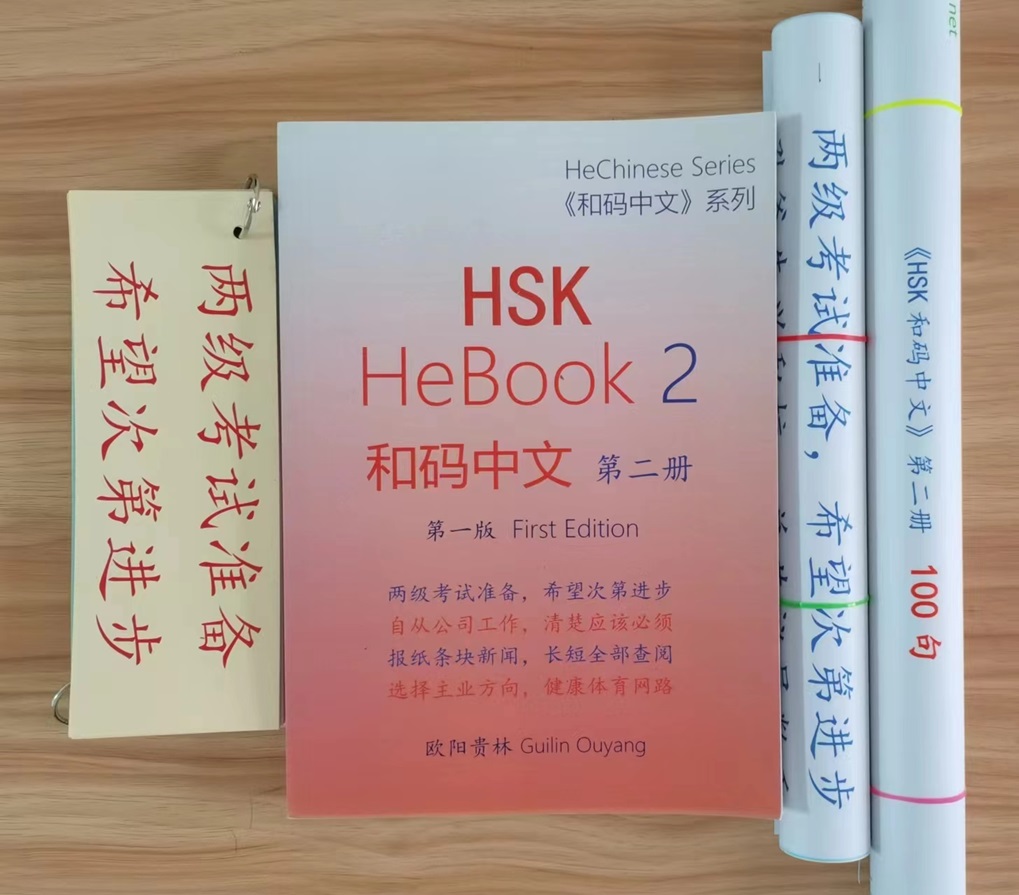 两级考试准备
希望次第进步
HeChinese Series
《和码中文》系列
HSK
HeBook 2
和码中文 第二册
第一版 First Edition
两级考试准备，希望次第进步
自从公司工作，清楚应该必须
报纸条块新闻，长短全部查阅
选择主业方向，健康体育网路
欧阳贵林 Guilin Ouyang
一
两级考试准备，希望次第进步
net
《HSK 和码中文》第二册 100 句